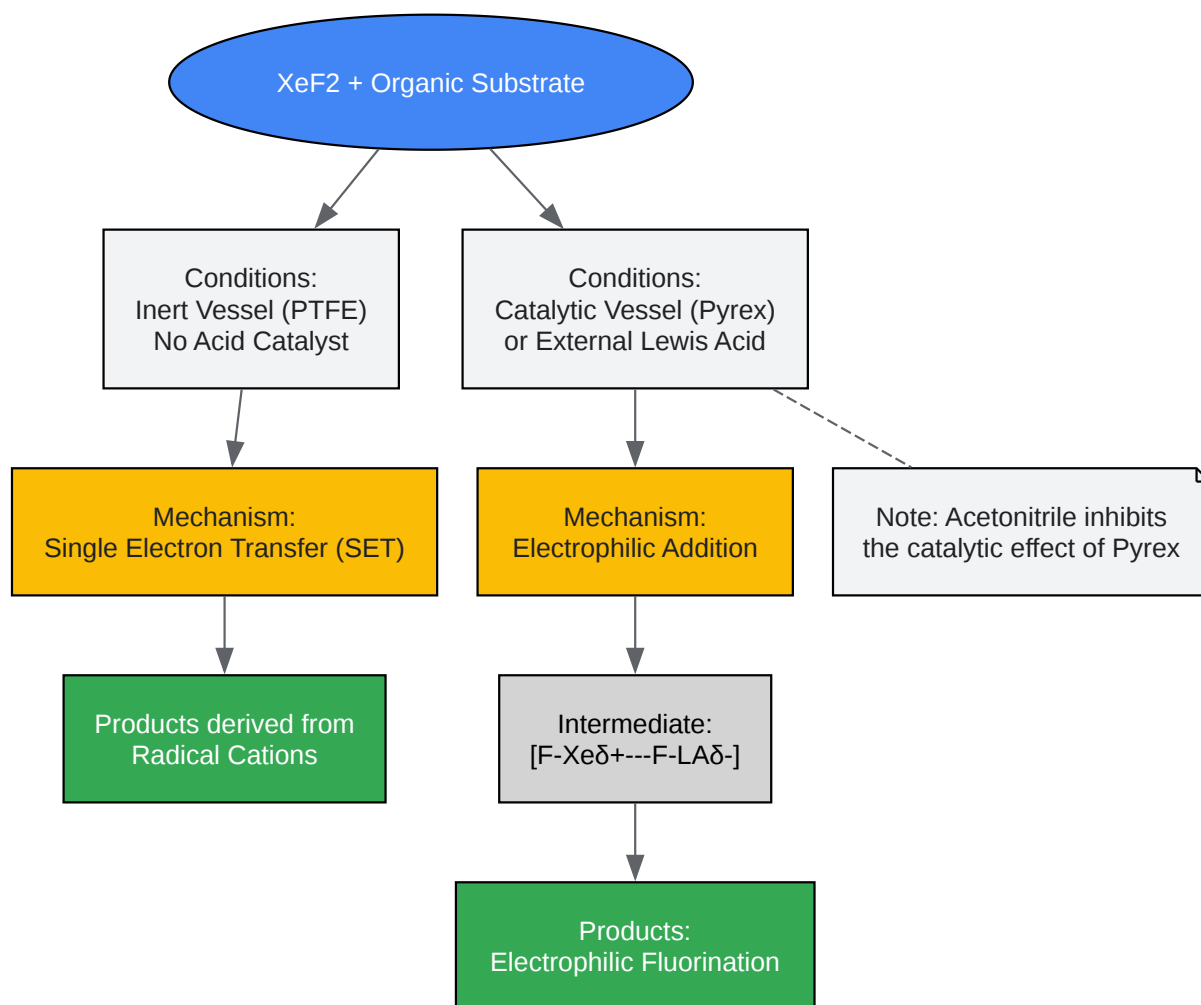 XeF2 + Organic Substrate
Conditions:
Inert Vessel (PTFE)
No Acid Catalyst
Conditions:
Catalytic Vessel (Pyrex)
or External Lewis Acid
Mechanism:
Single Electron Transfer (SET)
Mechanism:
Electrophilic Addition
Note: Acetonitrile inhibits
the catalytic effect of Pyrex
Products derived from
Radical Cations
Intermediate:
[F-Xeδ+---F-LAδ-]
Products:
Electrophilic Fluorination